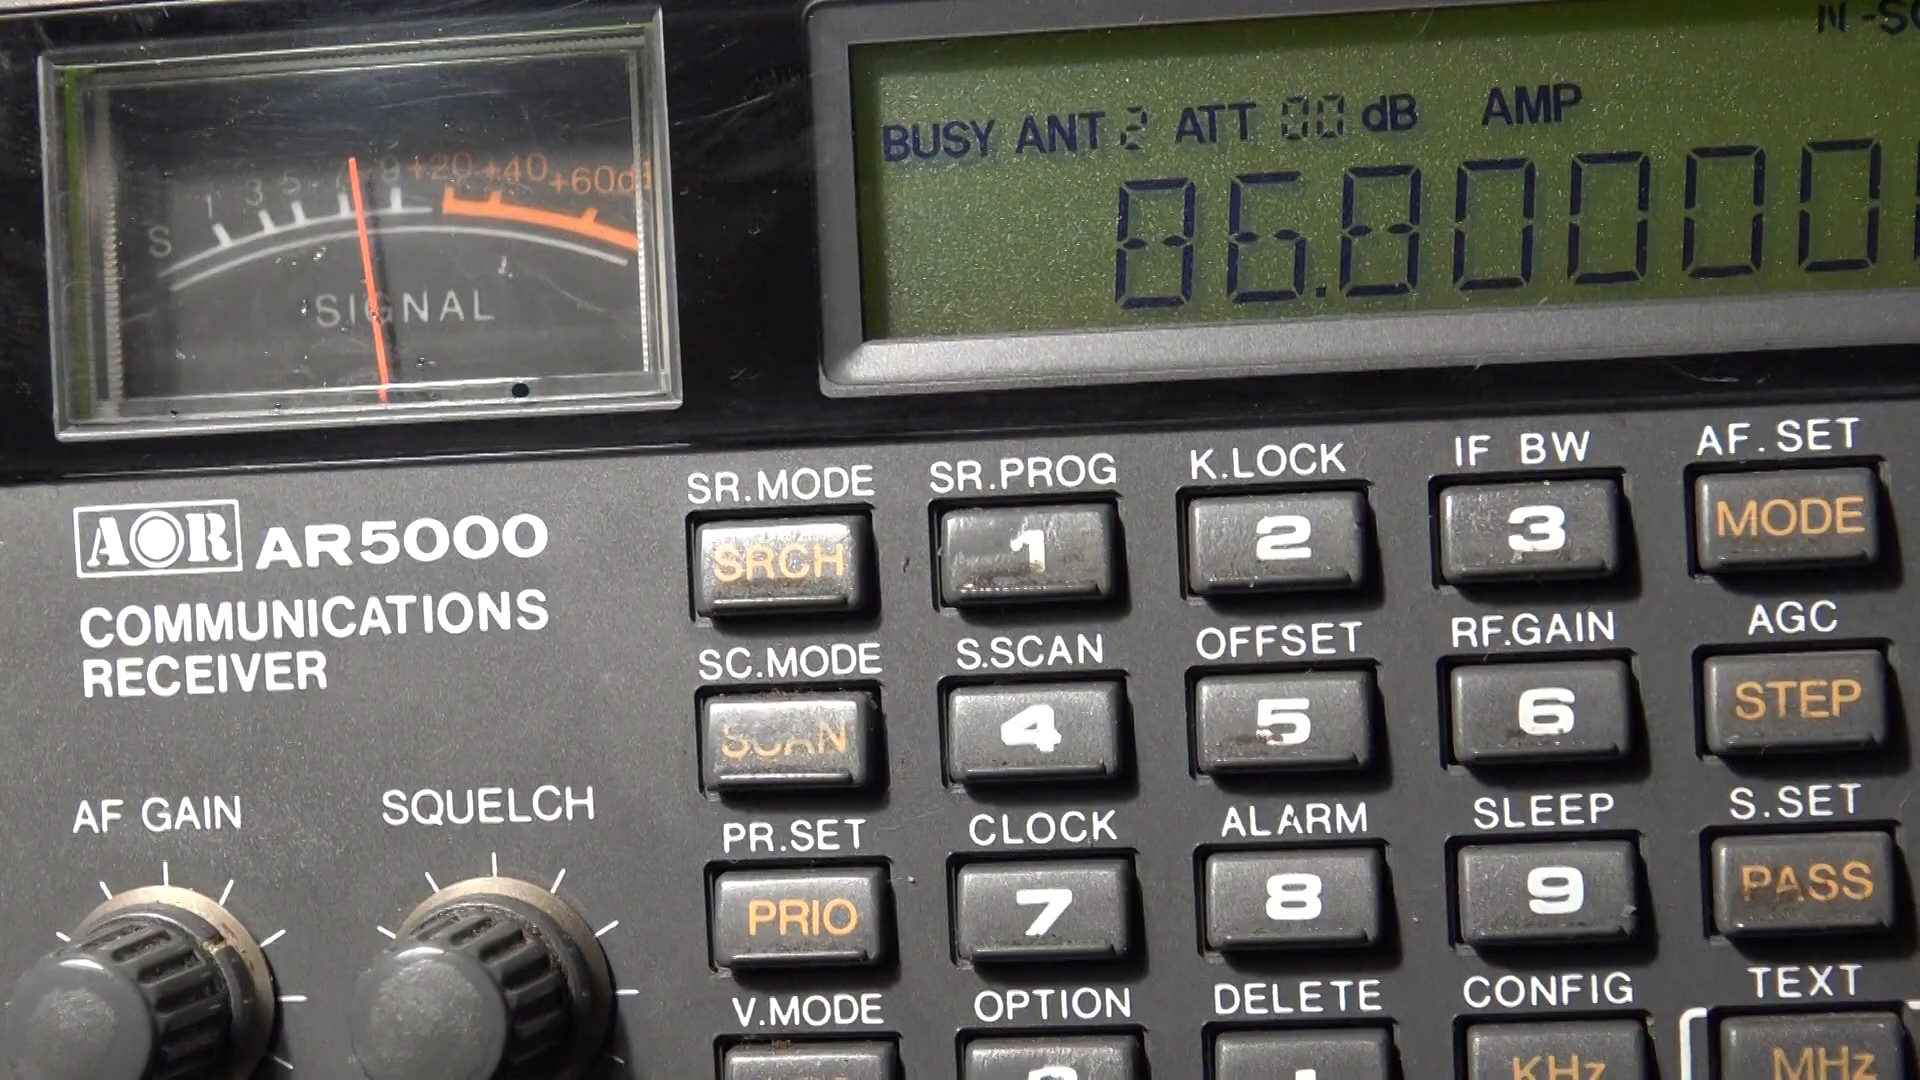 N-S
BUSY ANT 2 ATT 00 dB AMP
86.80000
1 3 5 7 9 +20 +40 +60dB
S
SIGNAL
AOR AR5000
COMMUNICATIONS
RECEIVER
AF GAIN SQUELCH
SR.MODE SR.PROG K.LOCK IF BW AF.SET
SRCH 1 2 3 MODE
SC.MODE S.SCAN OFFSET RF.GAIN AGC
SCAN 4 5 6 STEP
PR.SET CLOCK ALARM SLEEP S.SET
PRIO 7 8 9 PASS
V.MODE OPTION DELETE CONFIG TEXT
0 . KHz MHz